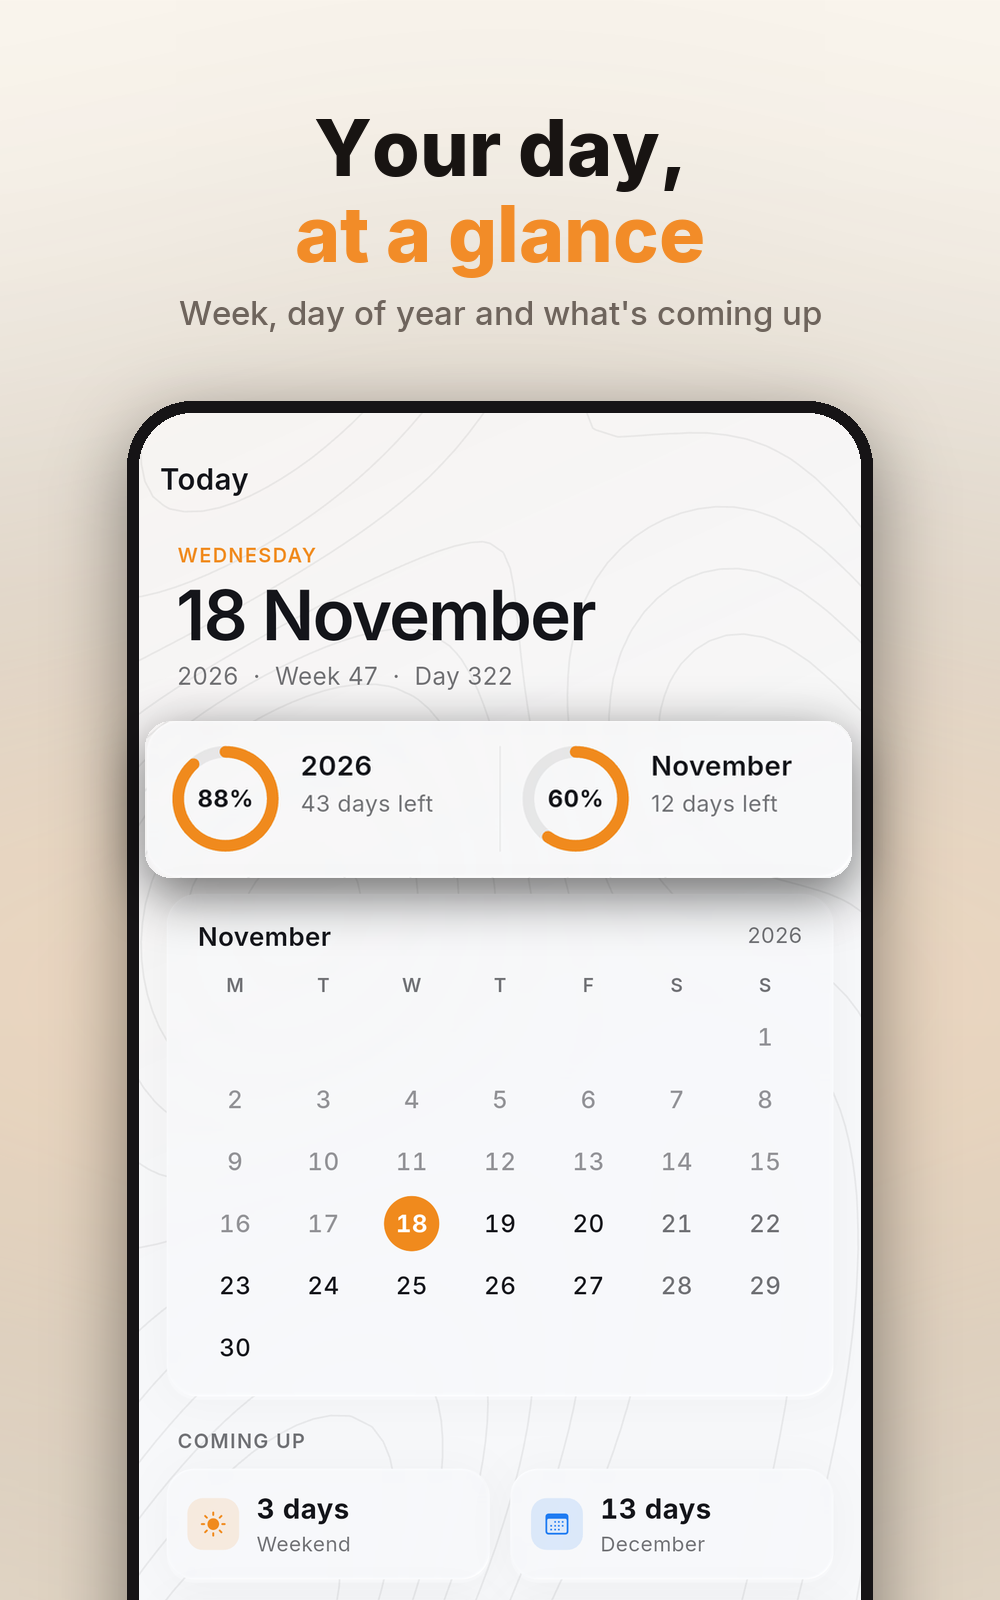 Your day,
at a glance
Week, day of year and what's coming up
Today
WEDNESDAY
18 November
2026 · Week 47 · Day 322
88%
2026
43 days left
60%
November
12 days left
November 2026
M T W T F S S
1
2 3 4 5 6 7 8
9 10 11 12 13 14 15
16 17 18 19 20 21 22
23 24 25 26 27 28 29
30
COMING UP
3 days
Weekend
13 days
December